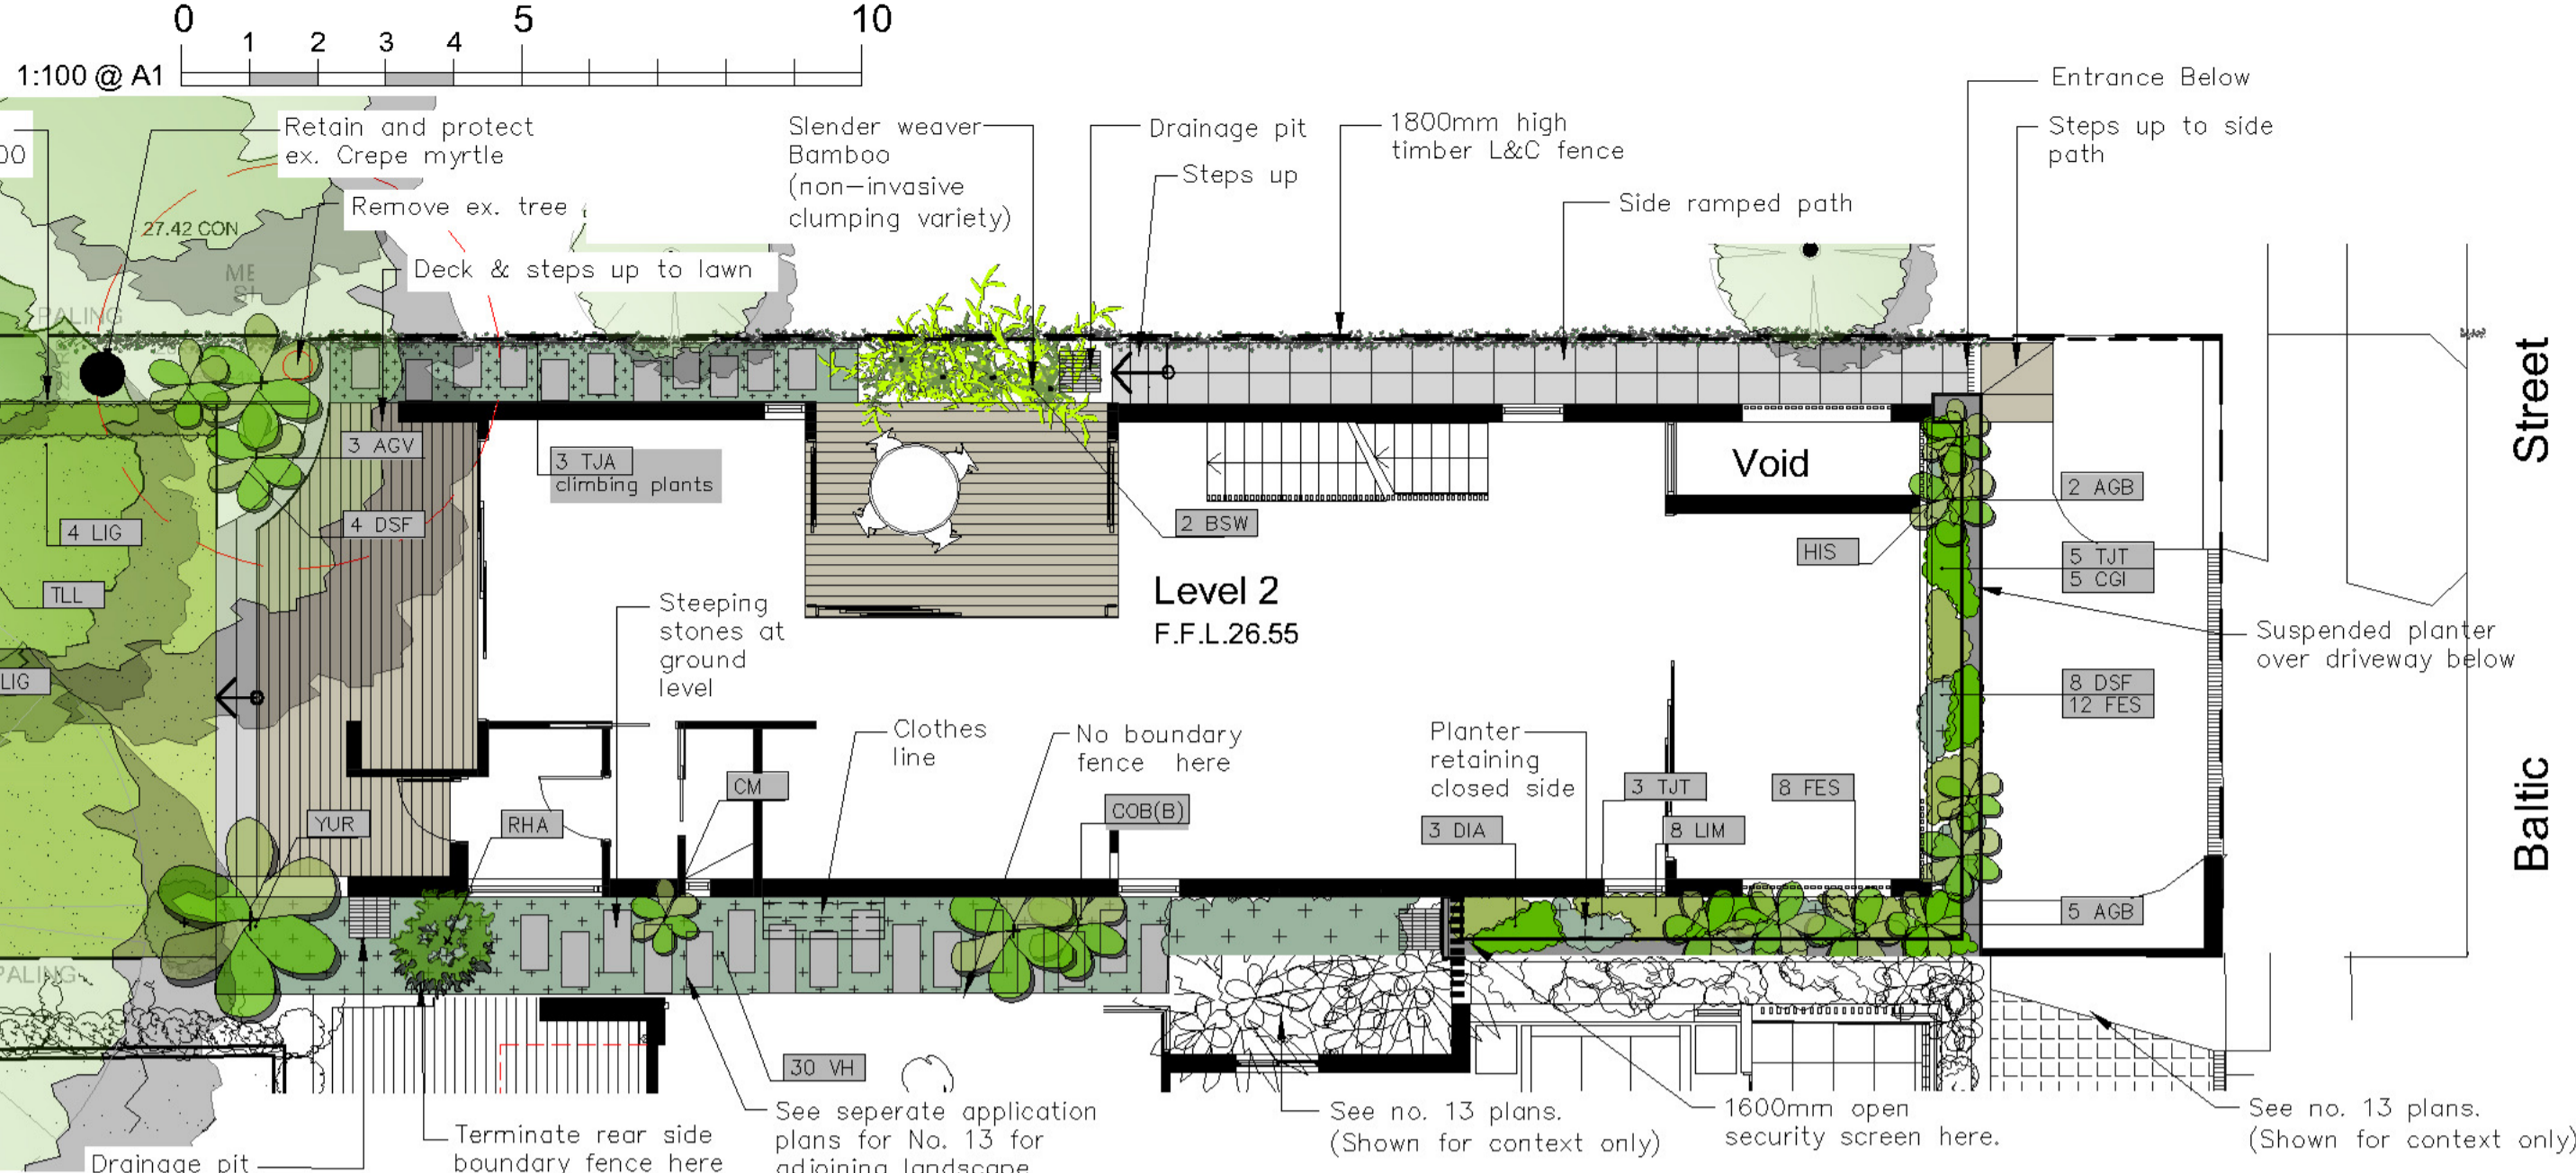 0
5
10
1
2
3
4
1:100 @ A1
Entrance Below
Retain and protect
ex. Crepe myrtle
Slender weaver
Bamboo
(non-invasive
clumping variety)
Drainage pit
1800mm high
timber L&C fence
Steps up to side
path
00
Steps up
Remove ex. tree
Side ramped path
27.42 CON
Deck & steps up to lawn
PALING
Street
3 AGV
3 TJA
climbing plants
Void
2 AGB
4 LIG
4 DSF
2 BSW
HIS
5 TJT
5 CGI
TLL
Level 2
F.F.L.26.55
Steeping
stones at
ground
level
Suspended planter
over driveway below
LIG
8 DSF
12 FES
Clothes
line
No boundary
fence here
Planter
retaining
closed side
CM
3 TJT
8 FES
Baltic
YUR
RHA
COB(B)
3 DIA
8 LIM
5 AGB
PALING
30 VH
See seperate application
plans for No. 13 for
adjoining landscape
See no. 13 plans.
(Shown for context only)
1600mm open
security screen here.
See no. 13 plans.
(Shown for context only)
Terminate rear side
boundary fence here
Drainage pit